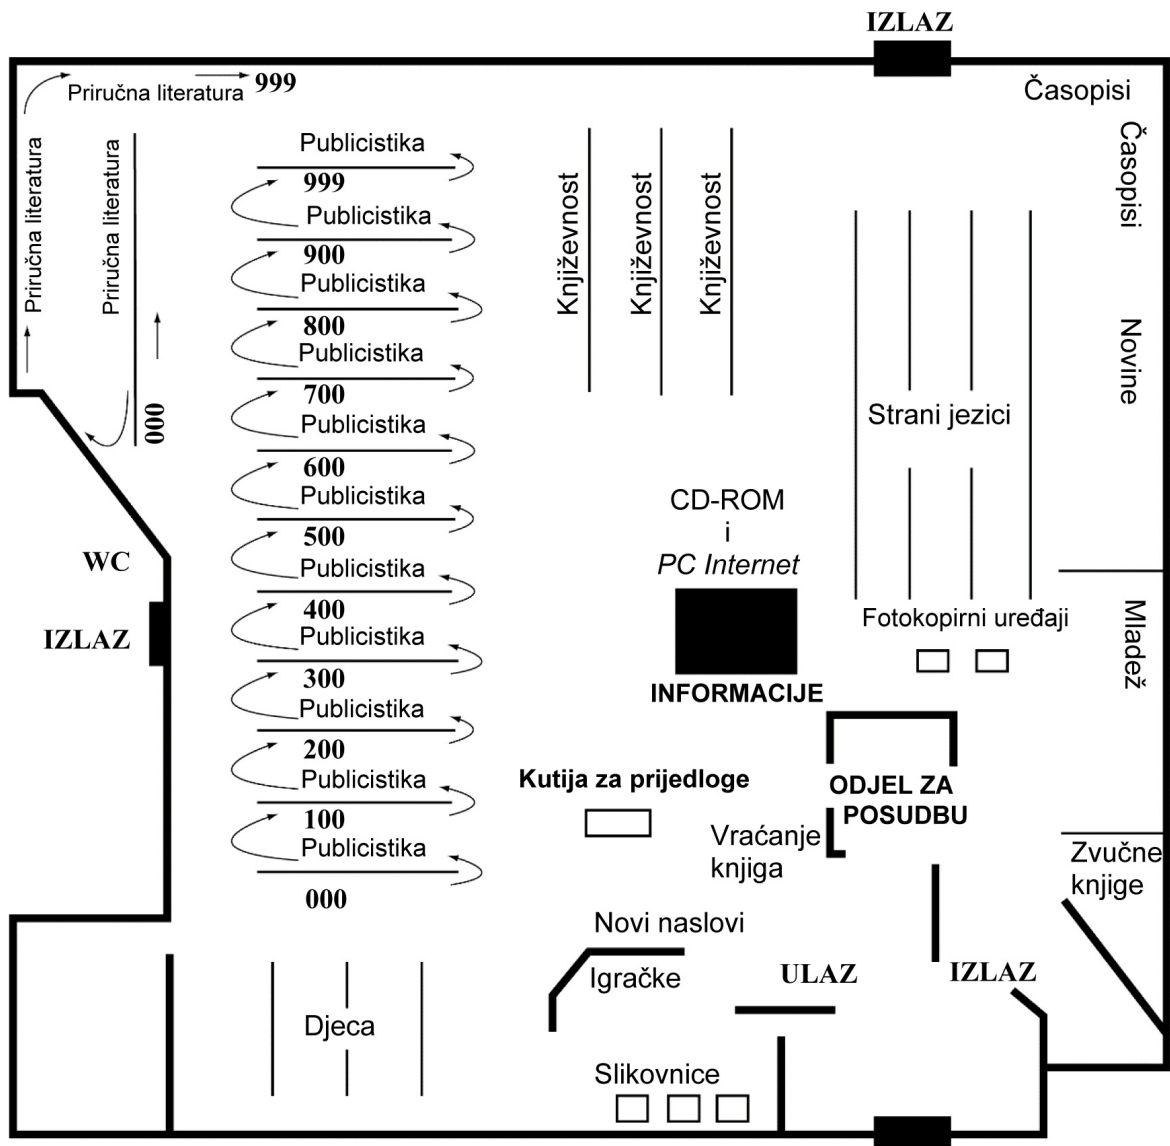 IZLAZ
Priručna literatura
999
Časopisi
Časopisi
Priručna literatura
Priručna literatura
000
Publicistika
999
Publicistika
900
Publicistika
800
Publicistika
700
Publicistika
600
Publicistika
500
Publicistika
400
Publicistika
300
Publicistika
200
Publicistika
100
Publicistika
000
Književnost
Književnost
Književnost
Strani jezici
Novine
CD-ROM
i
PC Internet
INFORMACIJE
WC
IZLAZ
Fotokopirni uređaji
Mladež
Kutija za prijedloge
ODJEL ZA
POSUDBU
Vraćanje
knjiga
Zvučne
knjige
Novi naslovi
Igračke
ULAZ
IZLAZ
Djeca
Slikovnice